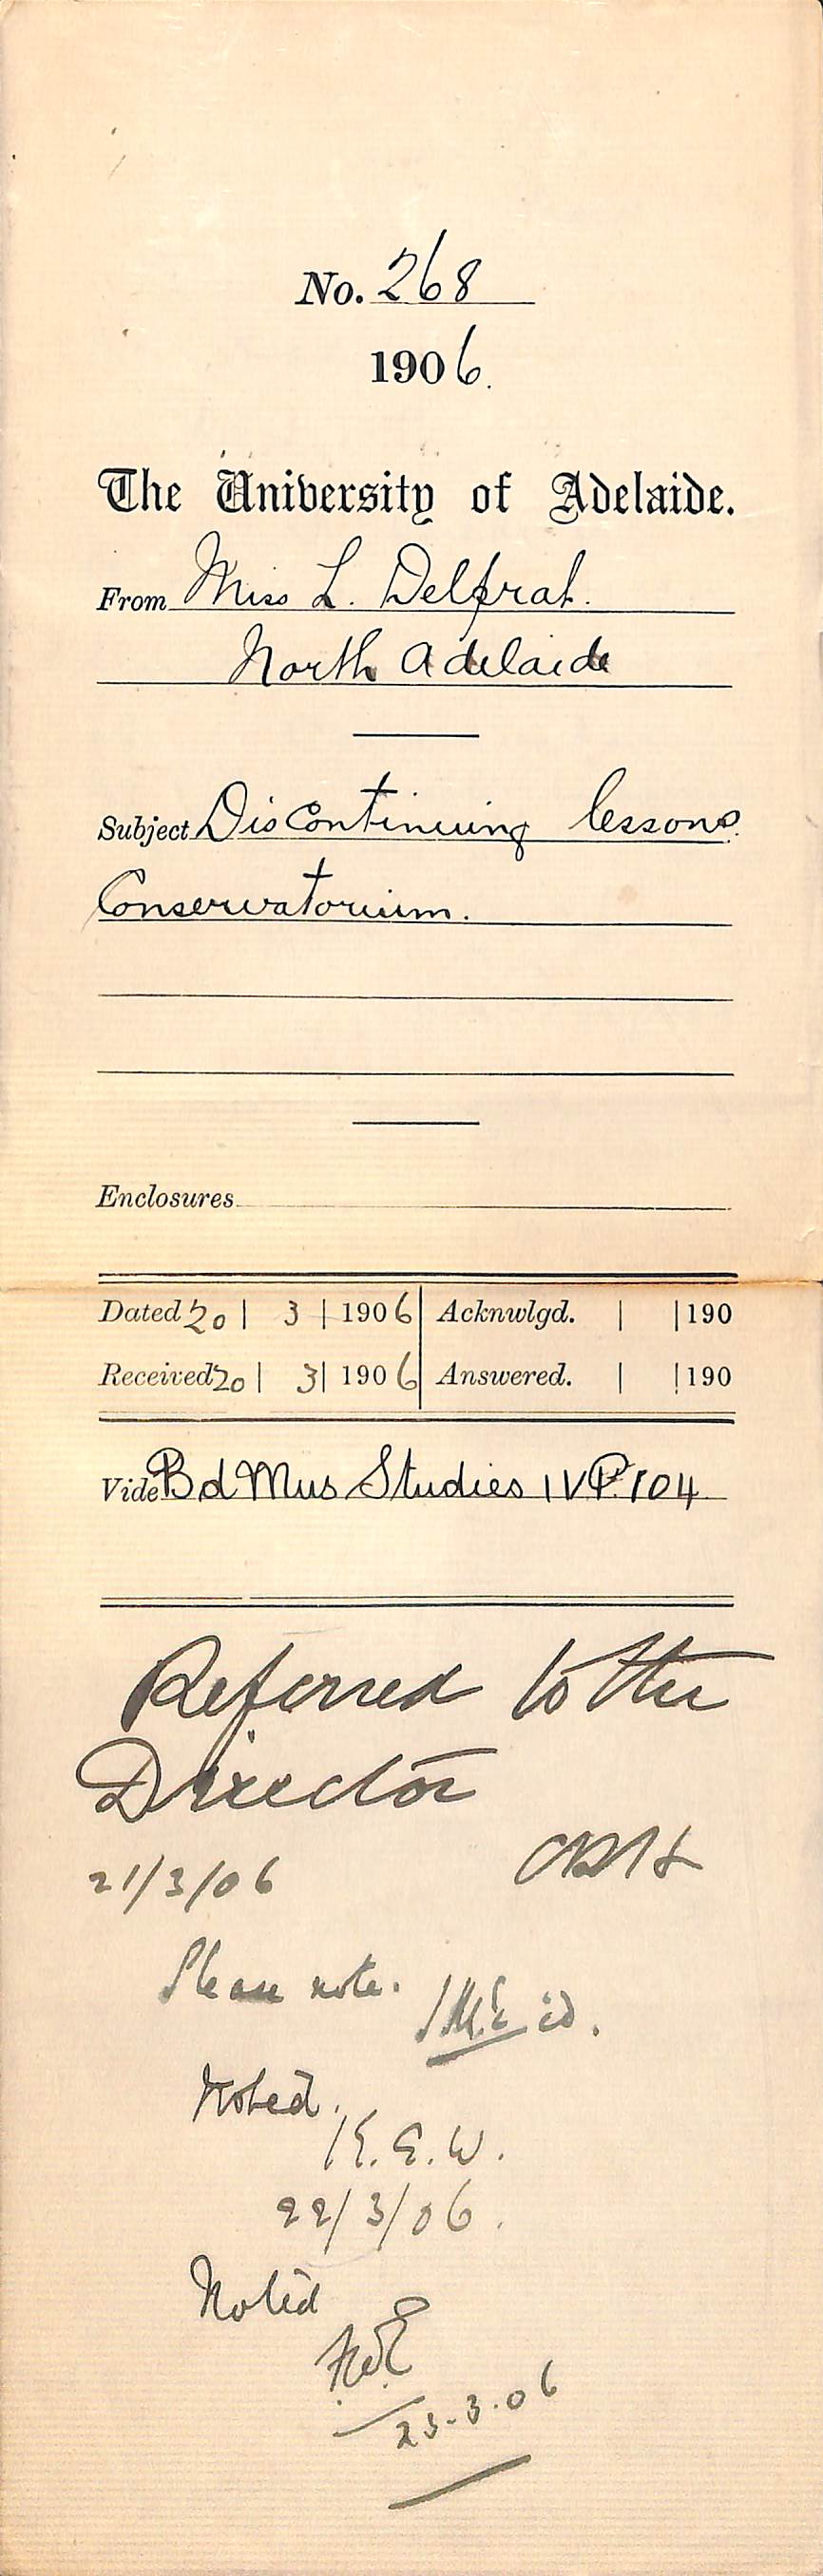 No. 268
1906.
The University of Adelaide.
From Miss L. Delprat.
North Adelaide
Subject Discontinuing lessons.
Conservatorium.
Enclosures
Dated 20 | 3 | 1906 Acknwlgd. | | 190
Received 20 | 3 | 1906 Answered. | | 190
Vide Bd Mus Studies IV P. 104
Referred to the
Director
21/3/06
Please note.
Noted.
K. E. W.
22/3/06.
Noted
23-3-06